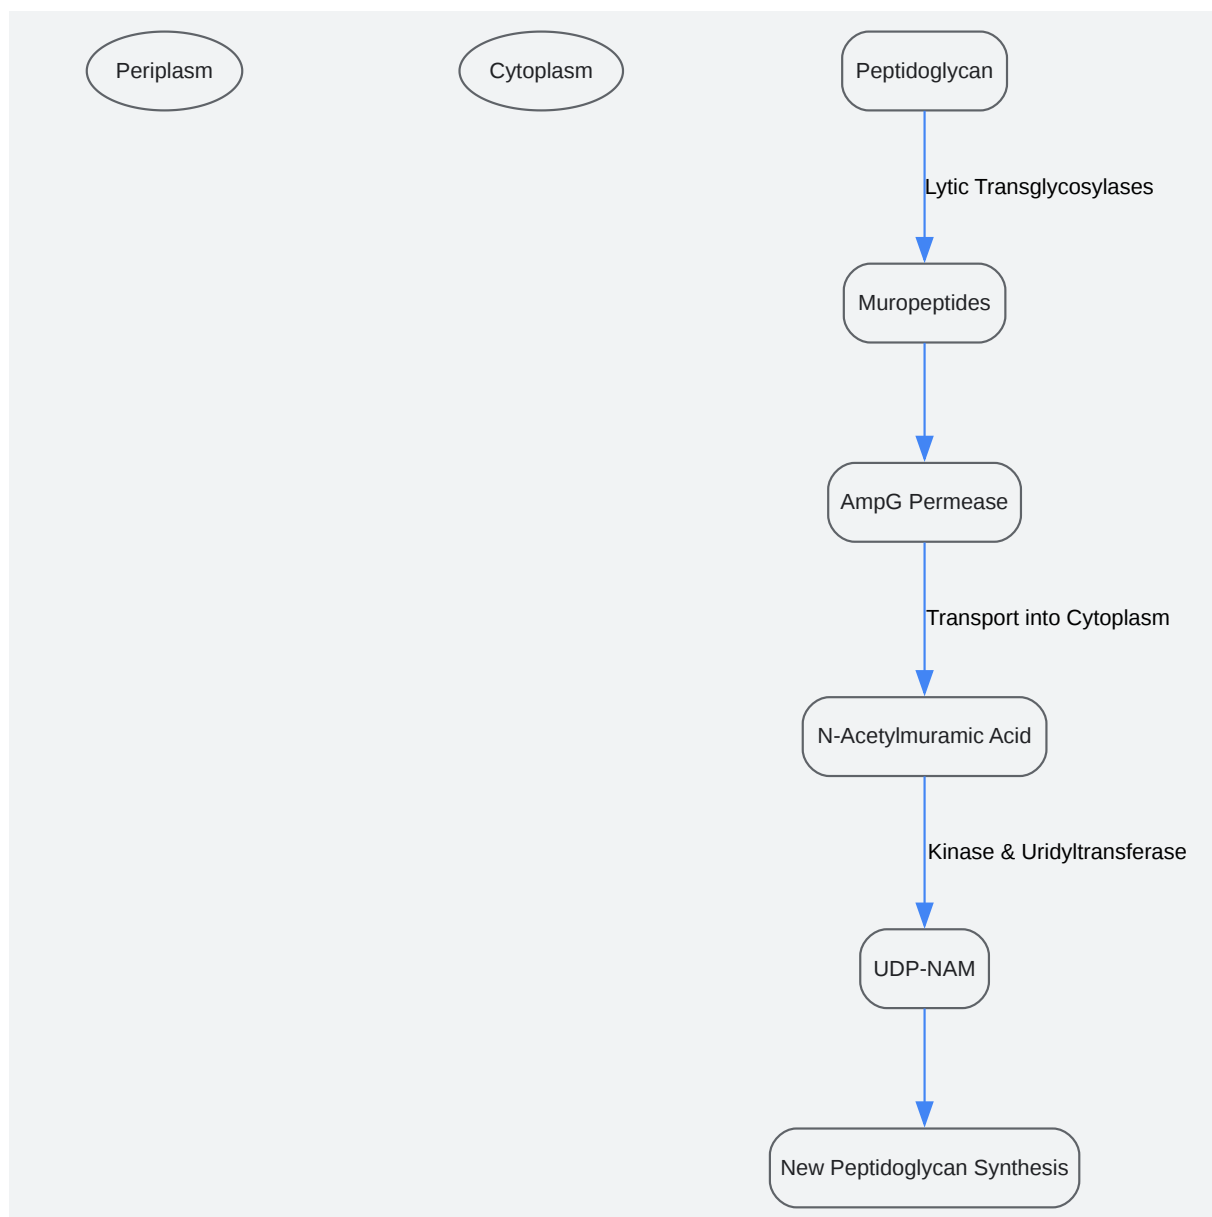 Periplasm
Cytoplasm
Peptidoglycan
Lytic Transglycosylases
Muropeptides
AmpG Permease
Transport into Cytoplasm
N-Acetylmuramic Acid
Kinase & Uridyltransferase
UDP-NAM
New Peptidoglycan Synthesis